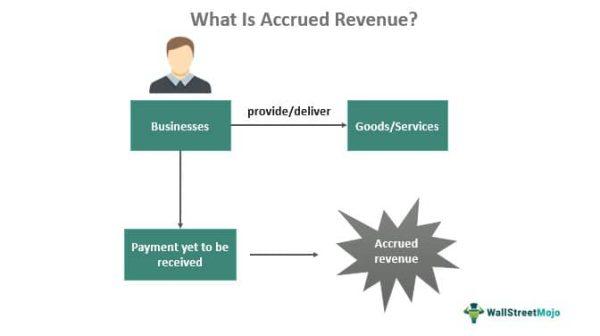 What Is Accrued Revenue?
provide/deliver
Businesses
Goods/Services
Payment yet to be
received
Accrued
revenue
WallStreetMojo